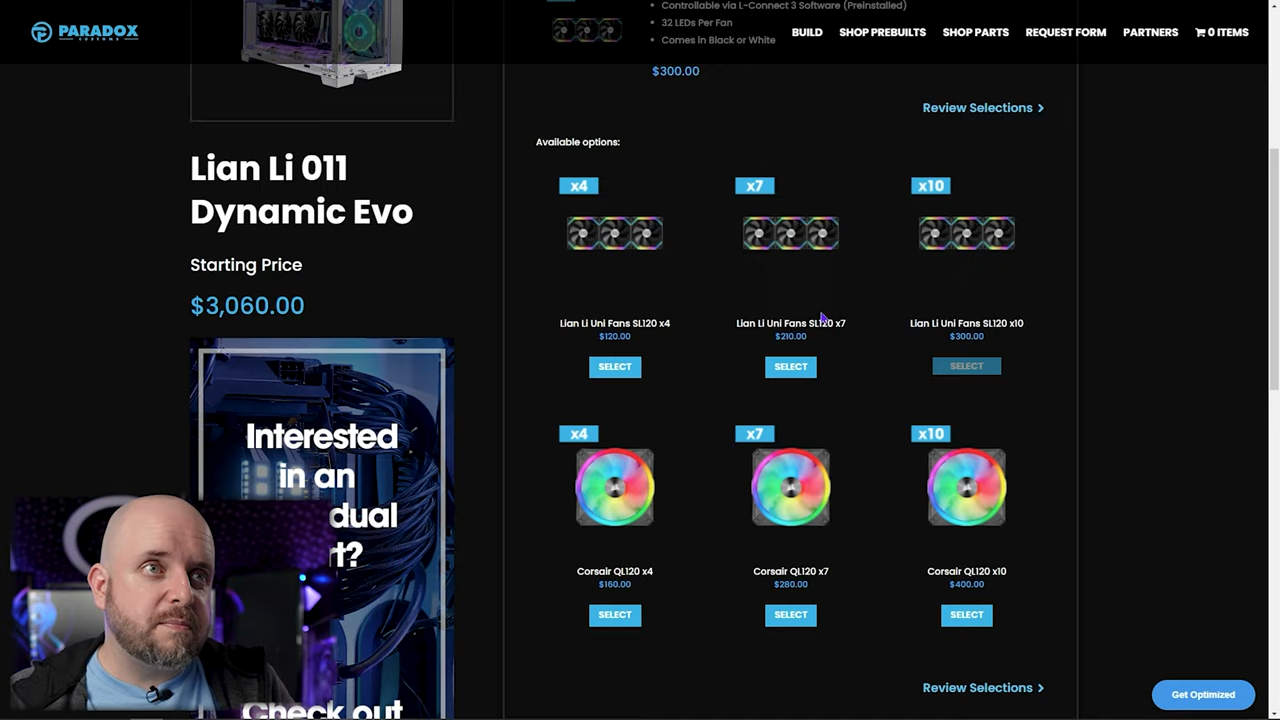 PARADOX
CUSTOMS
BUILD
SHOP PREBUILTS
SHOP PARTS
REQUEST FORM
PARTNERS
0 ITEMS
Controllable via L-Connect 3 Software (Preinstalled)
32 LEDs Per Fan
Comes in Black or White
$300.00
Review Selections
Available options:
Lian Li 011
Dynamic Evo
Starting Price
$3,060.00
x4
x7
x10
Lian Li Uni Fans SL120 x4
Lian Li Uni Fans SL120 x7
Lian Li Uni Fans SL120 x10
$120.00
$210.00
$300.00
SELECT
SELECT
SELECT
x4
x7
x10
Corsair QL120 x4
Corsair QL120 x7
Corsair QL120 x10
$160.00
$280.00
$400.00
SELECT
SELECT
SELECT
Review Selections
Interested
in an
dual
t?
Check out
Get Optimized